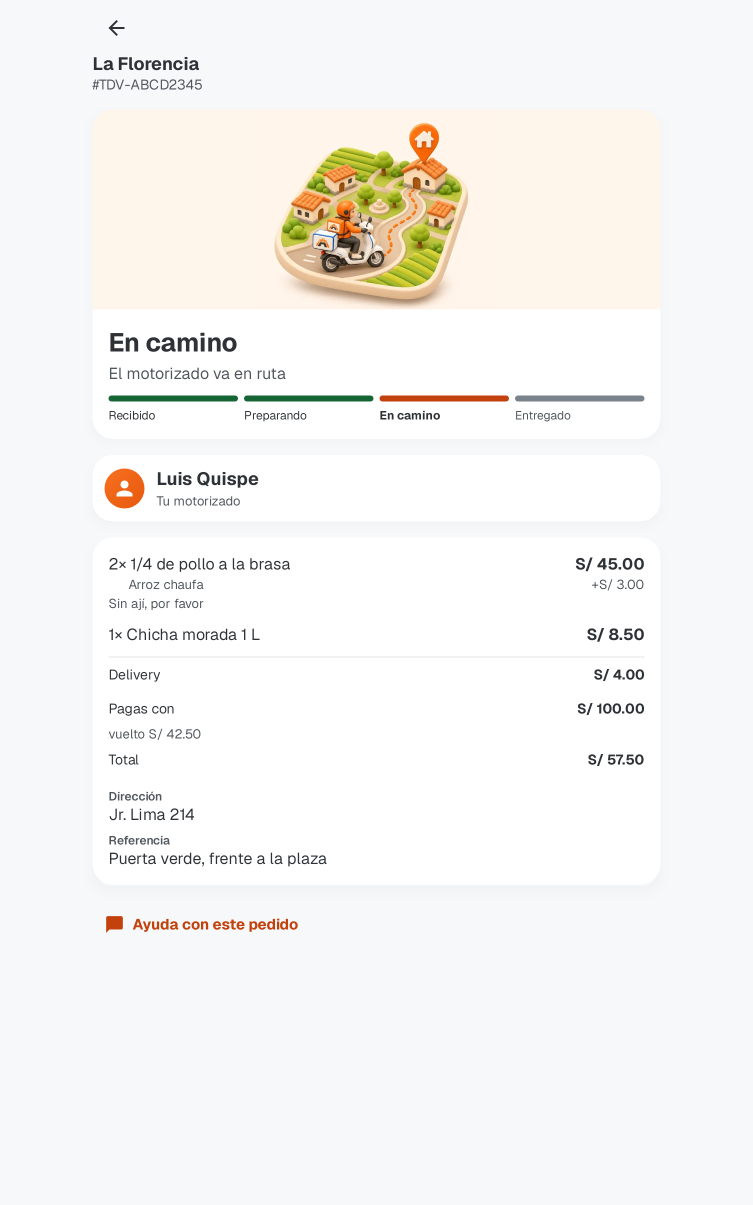 La Florencia
#TDV-ABCD2345
En camino
El motorizado va en ruta
Recibido Preparando En camino Entregado
Luis Quispe
Tu motorizado
2× 1/4 de pollo a la brasa S/ 45.00
Arroz chaufa +S/ 3.00
Sin ají, por favor
1× Chicha morada 1 L S/ 8.50
Delivery S/ 4.00
Pagas con S/ 100.00
vuelto S/ 42.50
Total S/ 57.50
Dirección
Jr. Lima 214
Referencia
Puerta verde, frente a la plaza
Ayuda con este pedido